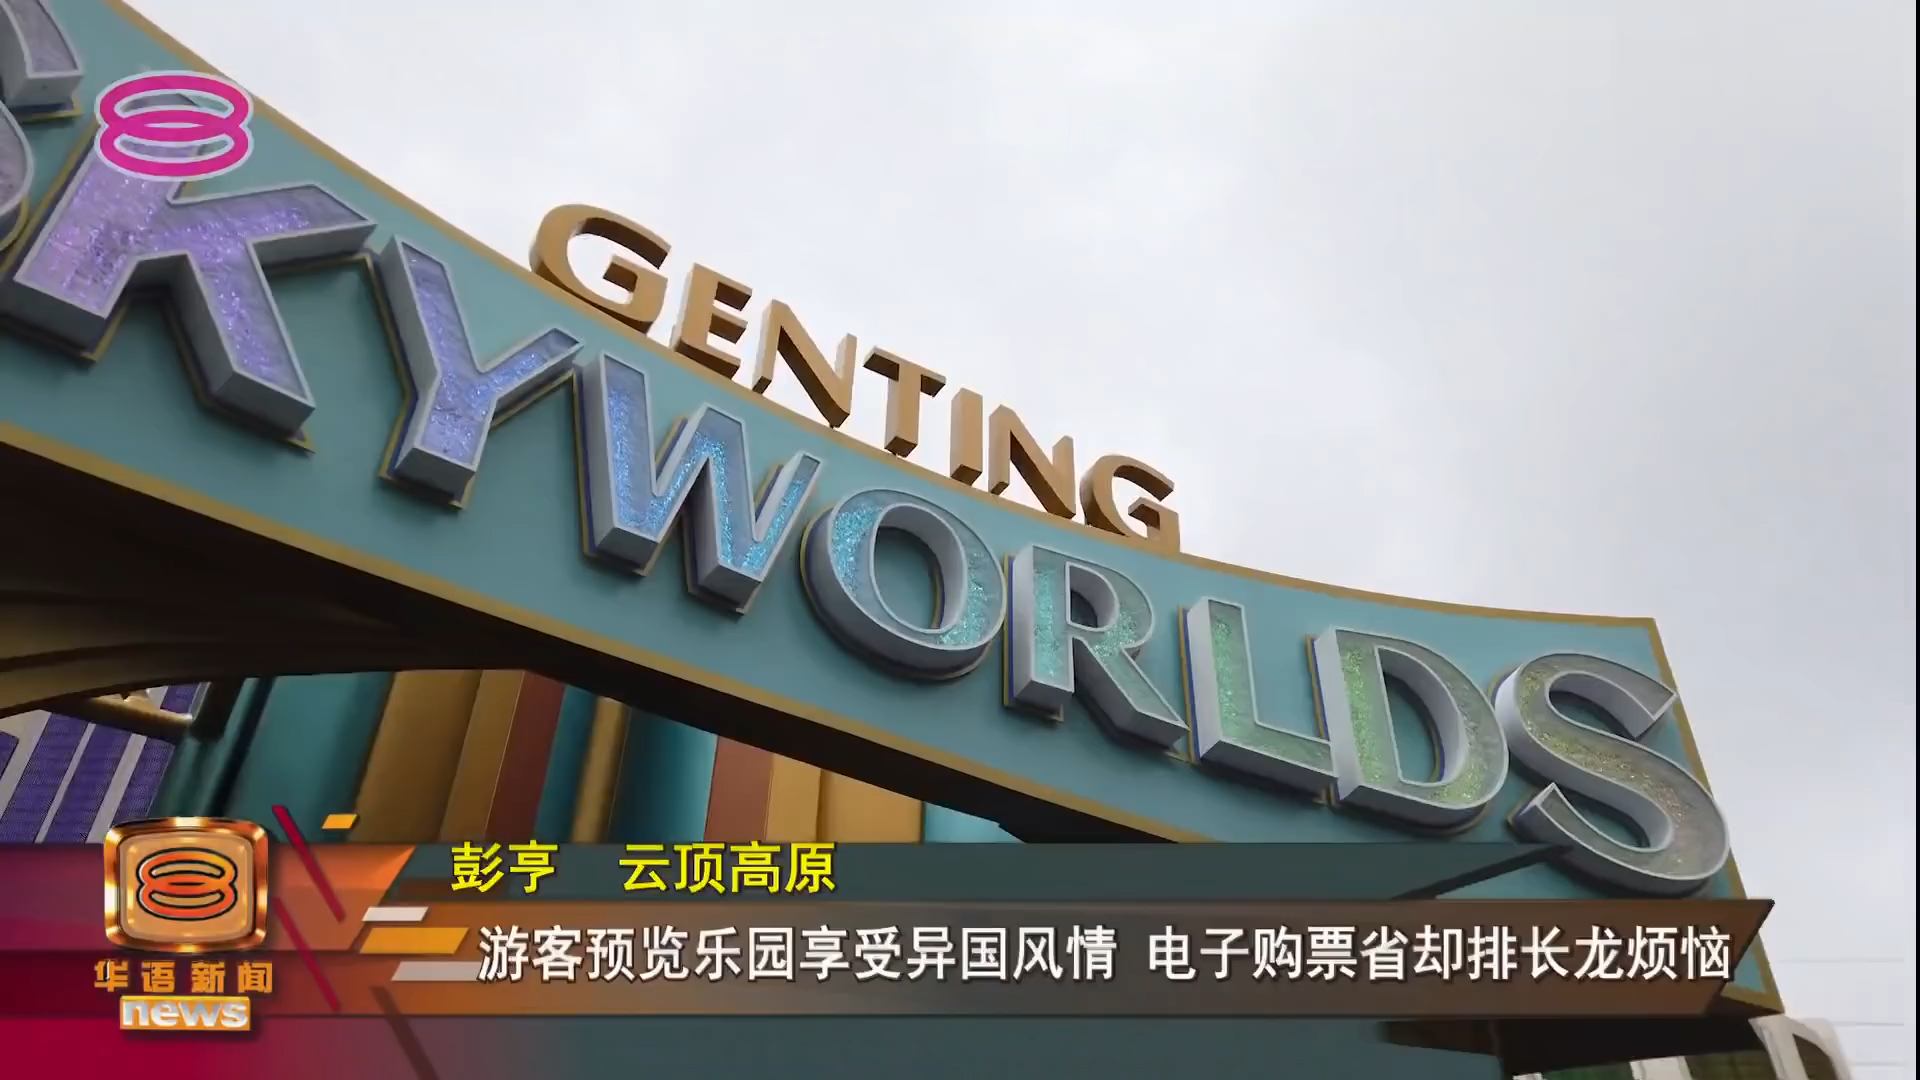 GENTING
SKYWORLDS
彭亨 云顶高原
游客预览乐园享受异国风情 电子购票省却排长龙烦恼
华语新闻
news